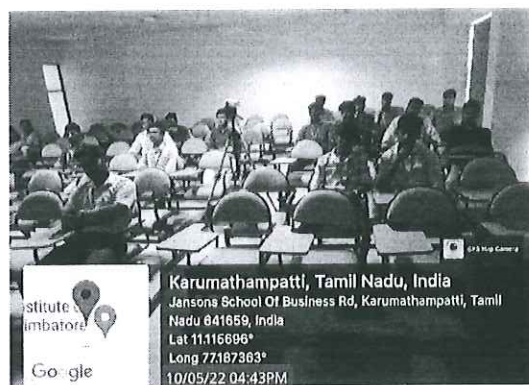 GPS Map Camera
stitute
imbatore
Google
Karumathampatti, Tamil Nadu, India
Jansons School Of Business Rd, Karumathampatti, Tamil
Nadu 641659, India
Lat 11.116696°
Long 77.187363°
10/05/22 04:43PM